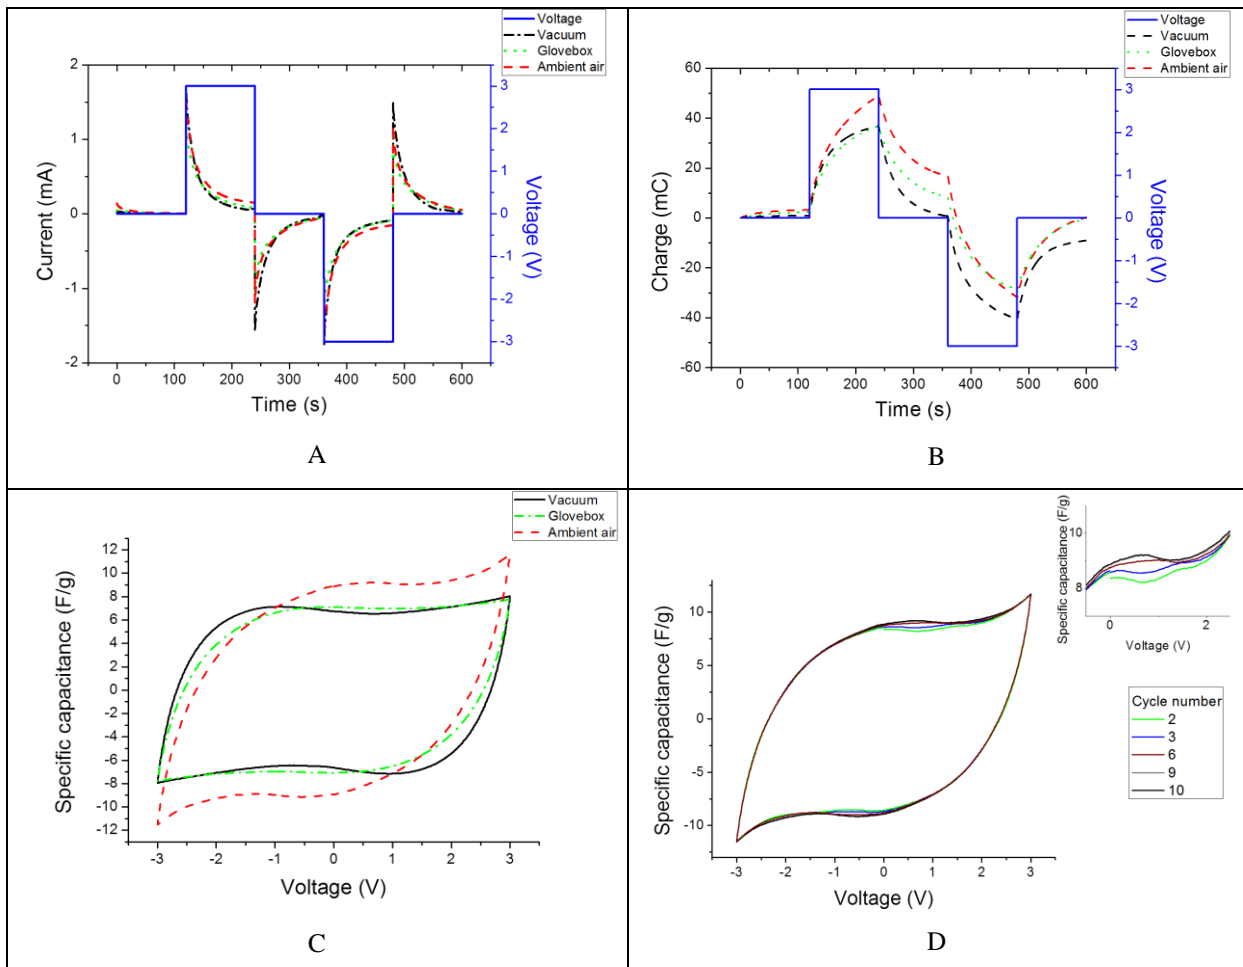 Voltage
Vacuum
Glovebox
Ambient air
2
1
0
-1
-2
Current (mA)
3
2
1
0
-1
-2
-3
Voltage (V)
0 100 200 300 400 500 600
Time (s)
A
Voltage
Vacuum
Glovebox
Ambient air
60
40
20
0
-20
-40
-60
Charge (mC)
3
2
1
0
-1
-2
-3
Voltage (V)
0 100 200 300 400 500 600
Time (s)
B
Vacuum
Glovebox
Ambient air
12
10
8
6
4
2
0
-2
-4
-6
-8
-10
-12
Specific capacitance (F/g)
-3 -2 -1 0 1 2 3
Voltage (V)
C
10
5
0
-5
-10
Specific capacitance (F/g)
-3 -2 -1 0 1 2 3
Voltage (V)
10
8
Specific capacitance (F/g)
0 2
Voltage (V)
Cycle number
2
3
6
9
10
D